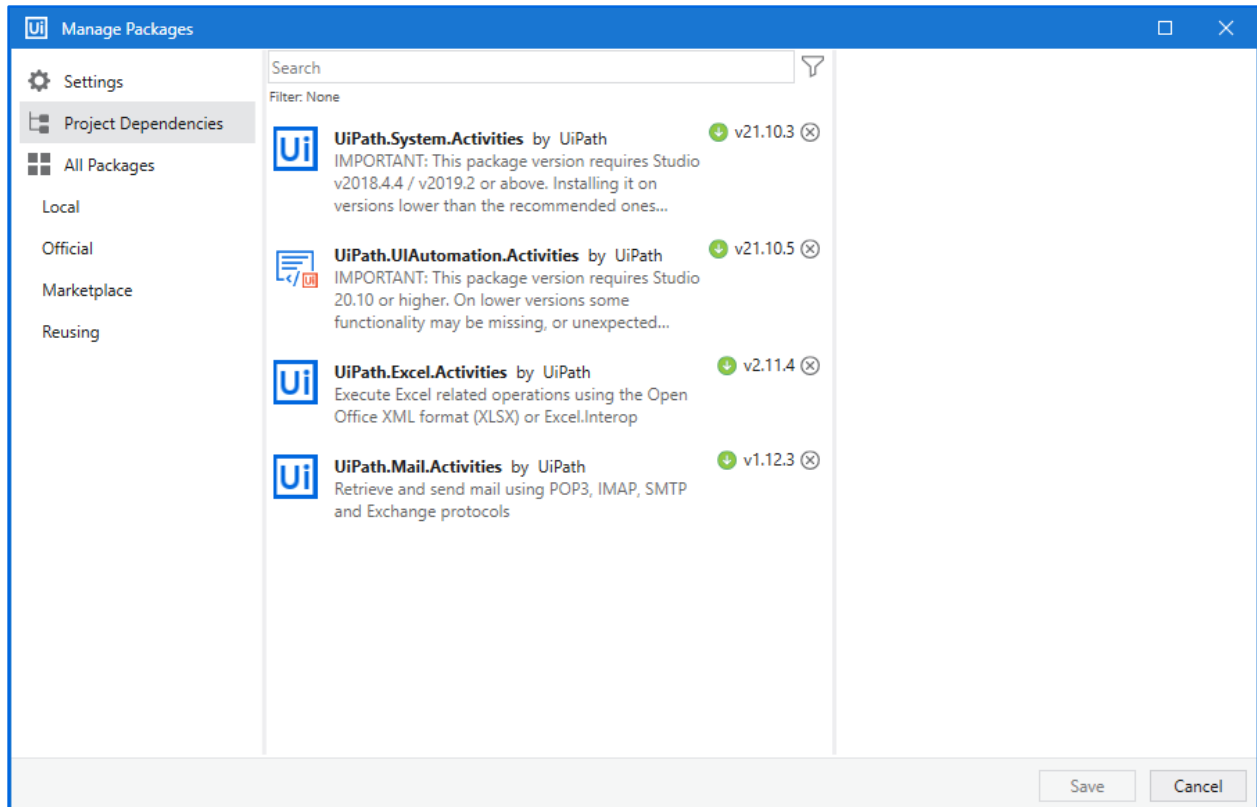 Ui Manage Packages
Settings
Project Dependencies
All Packages
Local
Official
Marketplace
Reusing
Search
Filter: None
Ui
UiPath.System.Activities by UiPath
v21.10.3
IMPORTANT: This package version requires Studio
v2018.4.4 / v2019.2 or above. Installing it on
versions lower than the recommended ones...
UI
UiPath.UIAutomation.Activities by UiPath
v21.10.5
IMPORTANT: This package version requires Studio
20.10 or higher. On lower versions some
functionality may be missing, or unexpected...
Ui
UiPath.Excel.Activities by UiPath
v2.11.4
Execute Excel related operations using the Open
Office XML format (XLSX) or Excel.Interop
Ui
UiPath.Mail.Activities by UiPath
v1.12.3
Retrieve and send mail using POP3, IMAP, SMTP
and Exchange protocols
Save
Cancel